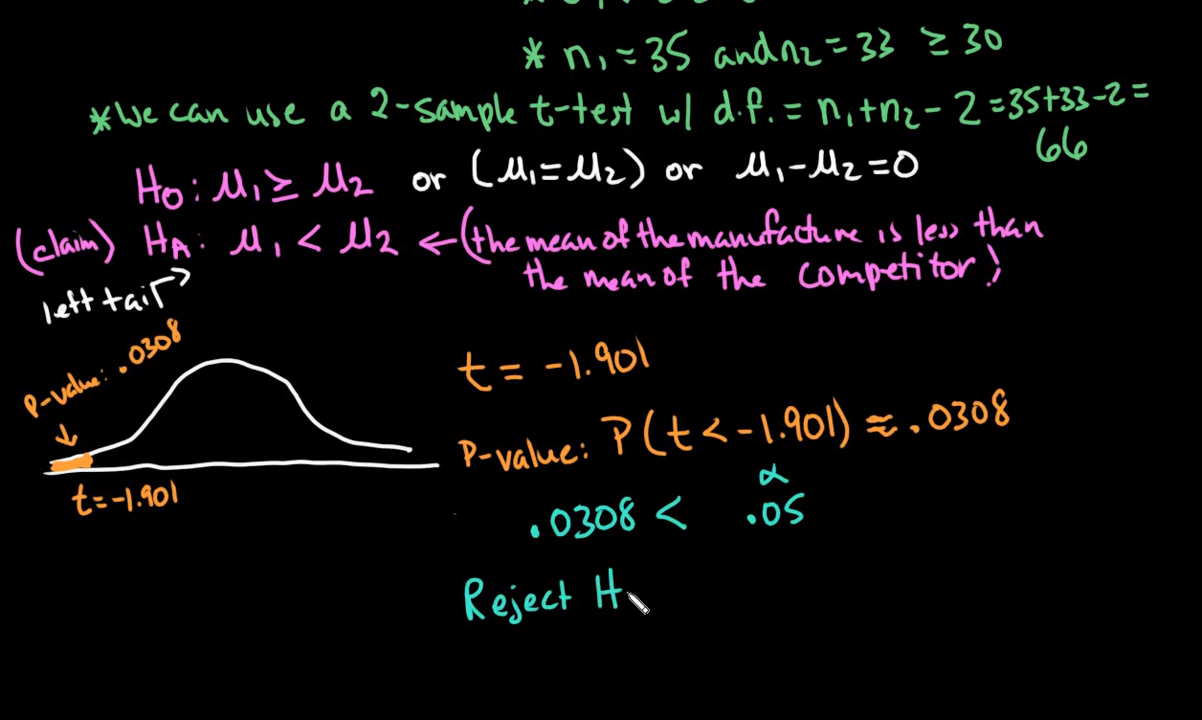 * n₁ = 35 and n₂ = 33 ≥ 30
*We can use a 2-sample t-test w/ d.f. = n₁+n₂-2 = 35+33-2 =
66
H₀: μ₁ ≥ μ₂ or (μ₁=μ₂) or μ₁-μ₂=0
(claim) Hₐ: μ₁ < μ₂ ← (the mean of the manufacture is less than
the mean of the competitor)
left tail
P-value: .0308
t = -1.901
P-value: P(t < -1.901) ≈ .0308
t=-1.901
α
.0308 < .05
Reject H